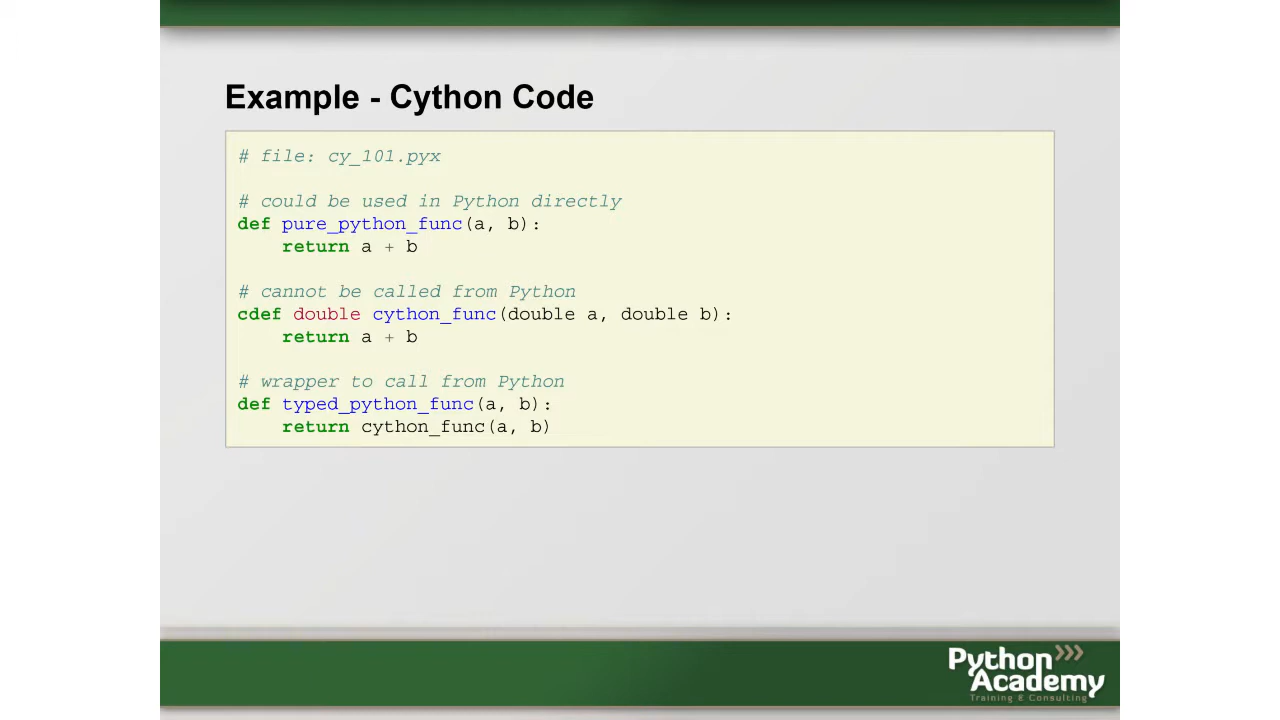 Example - Cython Code
# file: cy_101.pyx
# could be used in Python directly
def pure_python_func(a, b):
    return a + b
# cannot be called from Python
cdef double cython_func(double a, double b):
    return a + b
# wrapper to call from Python
def typed_python_func(a, b):
    return cython_func(a, b)
Python
Academy
Training & Consulting